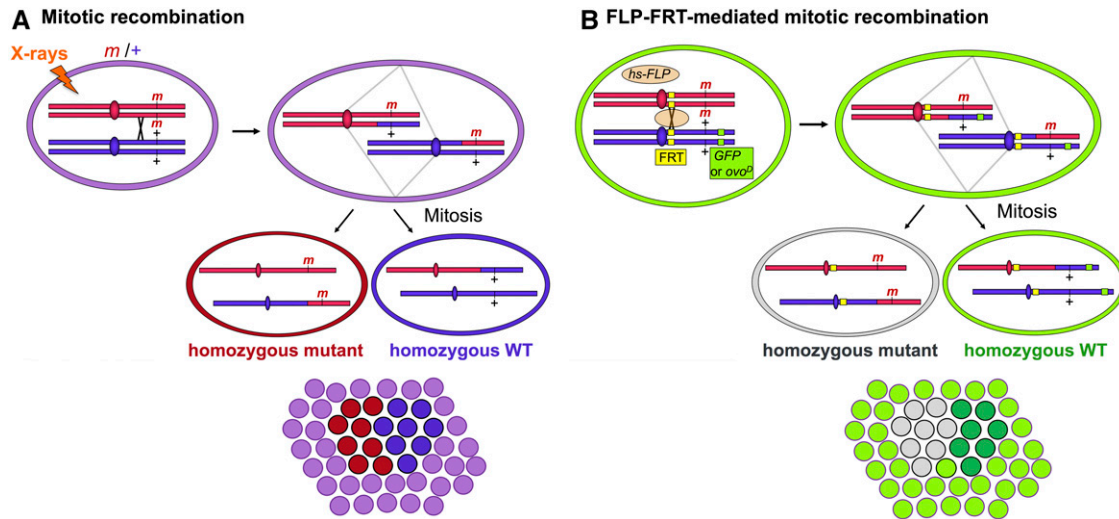 A Mitotic recombination
X-rays
m /+
m
m
+
+
m
+
m
+
Mitosis
m
m
+
+
homozygous mutant
homozygous WT
B FLP-FRT-mediated mitotic recombination
hs-FLP
m
m
+
+
FRT
GFP
or ovoD
m
+
m
+
Mitosis
m
m
+
+
homozygous mutant
homozygous WT